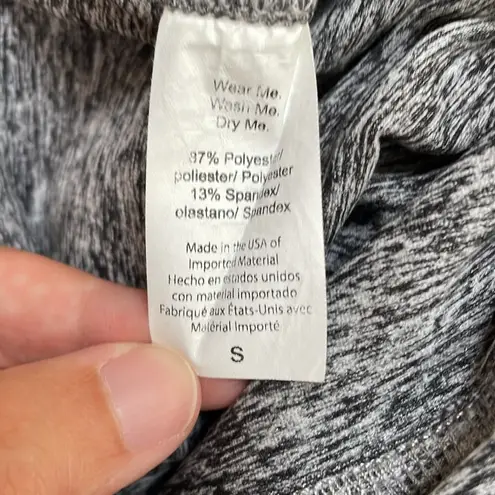 Wear Me.
Wash Me.
Dry Me.
87% Polyester/
poliester/ Polyester
13% Spandex/
elastano/ Spandex
Made in the USA of
Imported Material
Hecho en estados unidos
con material importado
Fabriqué aux États-Unis avec
Matérial Importé
S